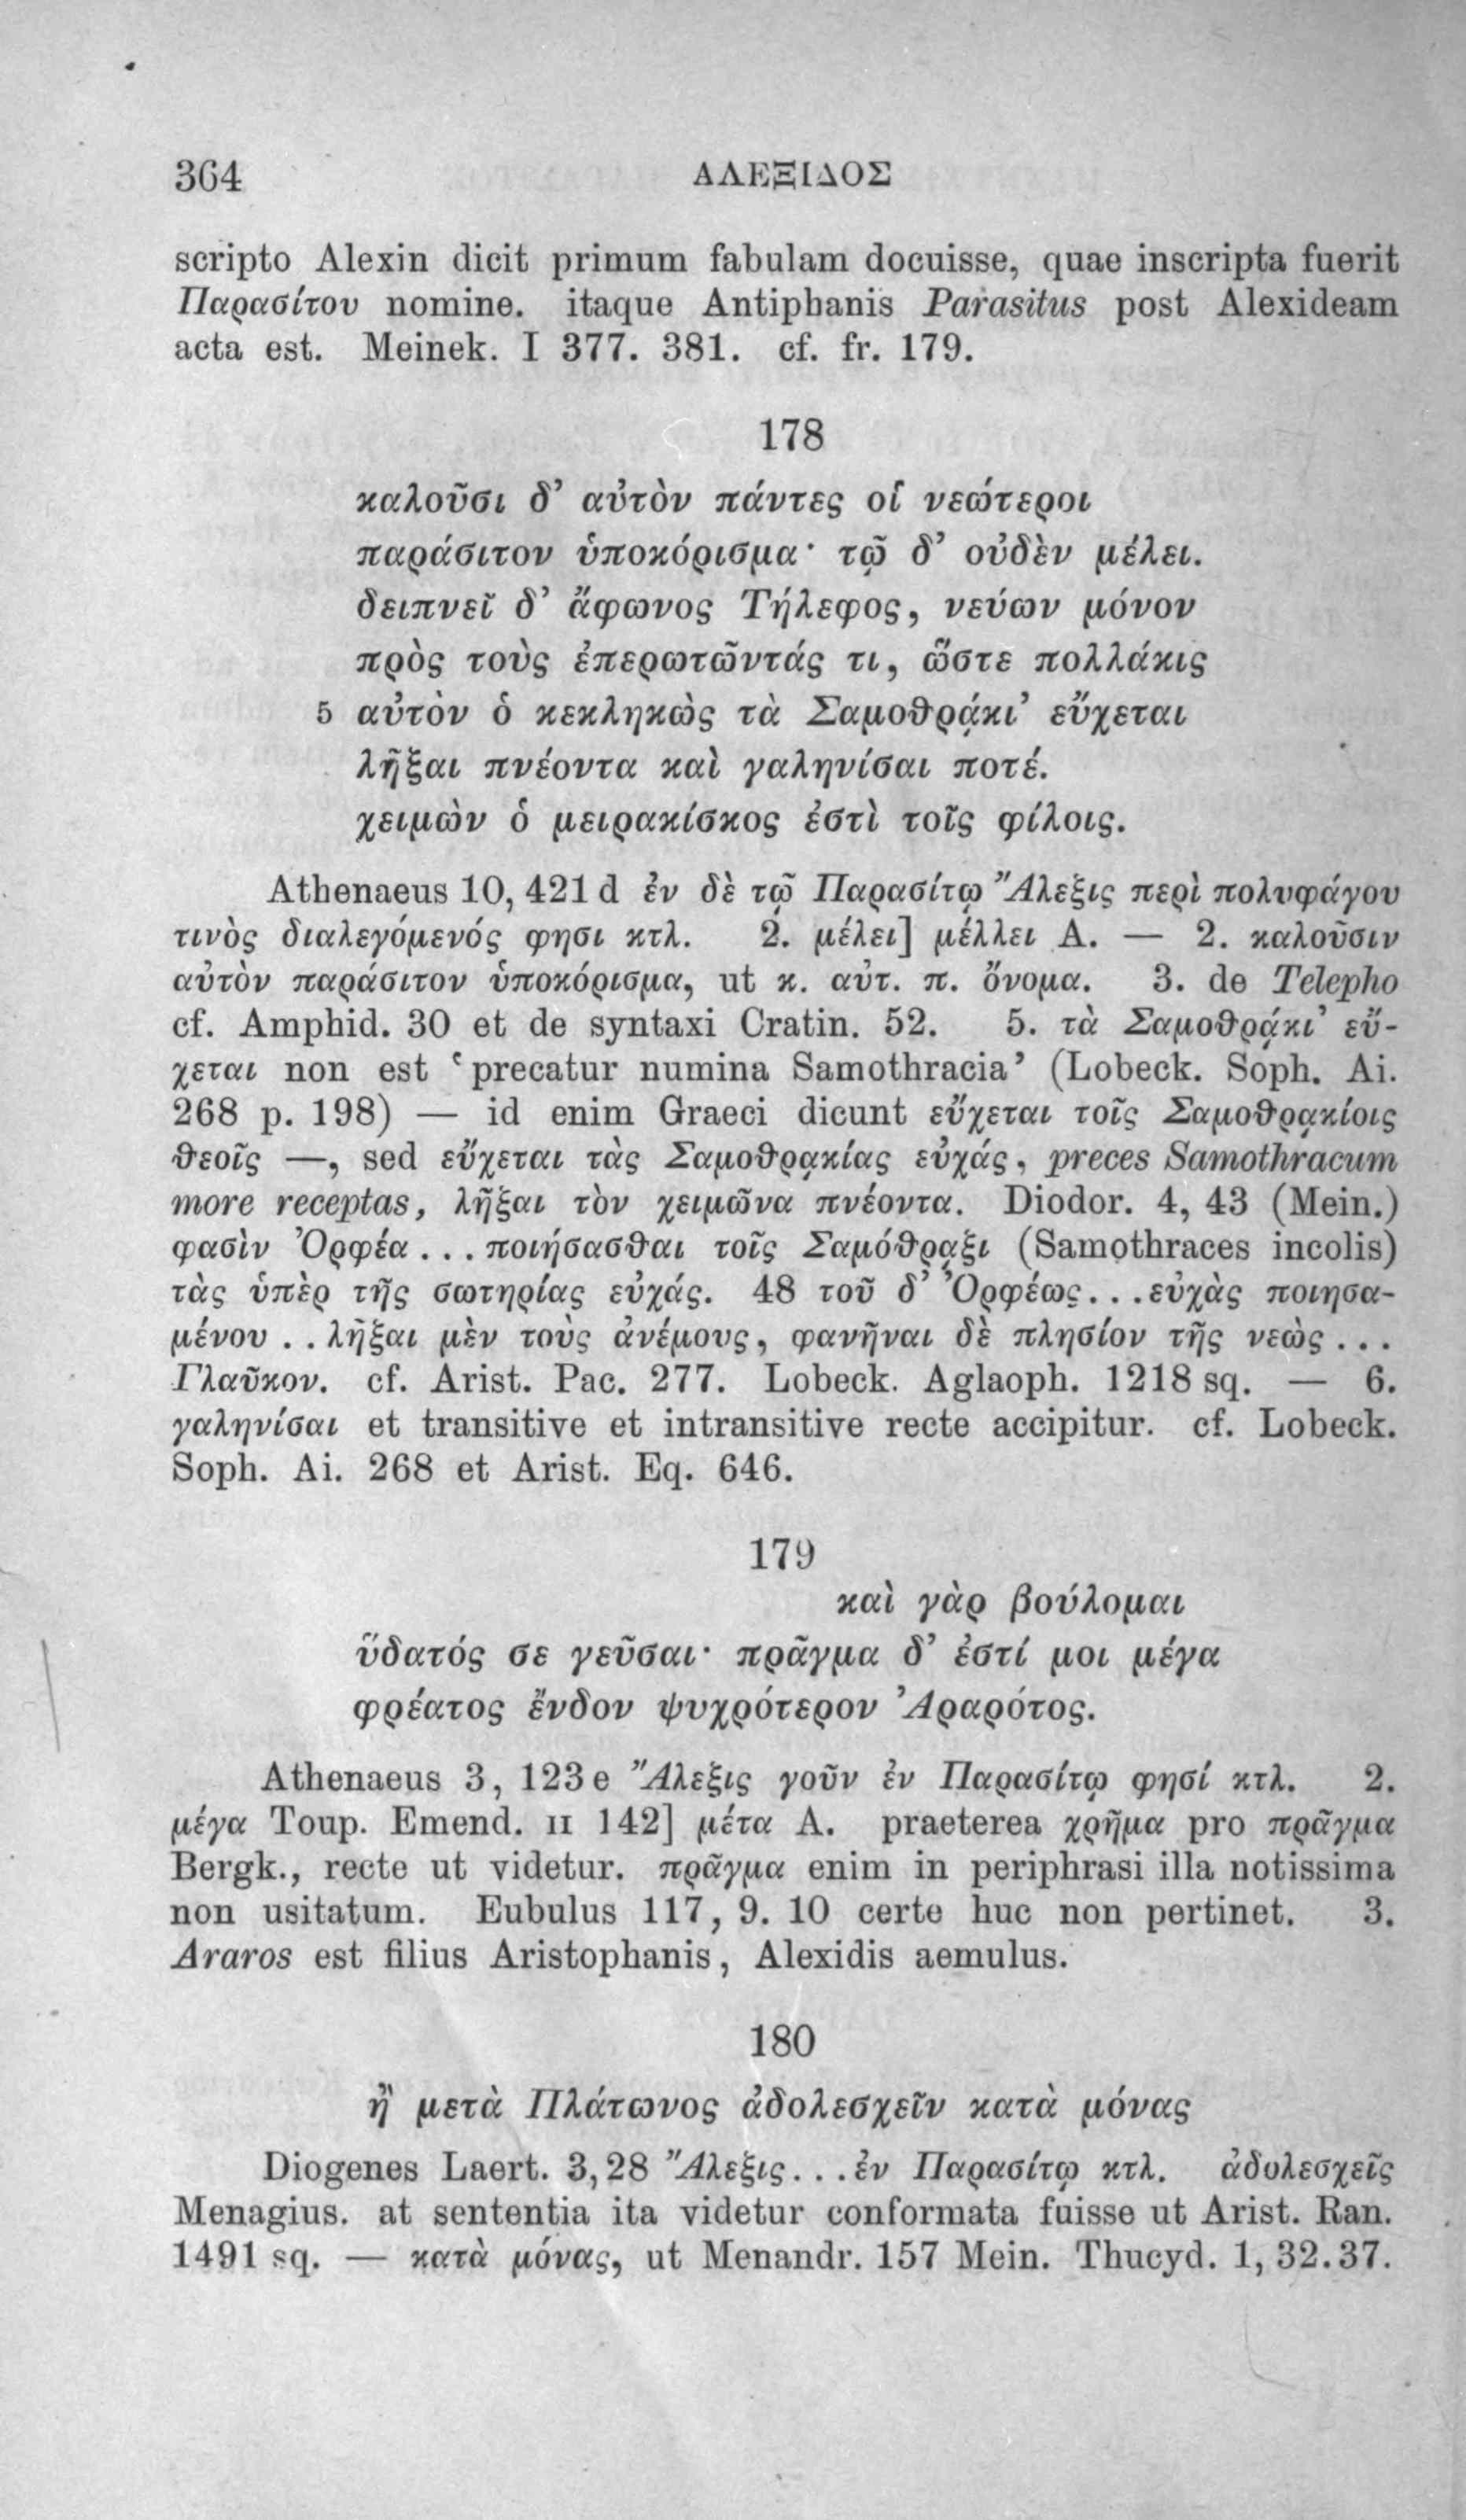 364 ΑΛΕΞΙΔΟΣ
scripto Alexin dicit primum fabulam docuisse, quae inscripta fuerit
Παρασίτου nomine. itaque Antiphanis Parasitus post Alexideam
acta est. Meinek. I 377. 381. cf. fr. 179.
178
καλοῦσι δ’ αὐτὸν πάντες οἱ νεώτεροι
παράσιτον ὑποκόρισμα· τῷ δ’ οὐδὲν μέλει.
δειπνεῖ δ’ ἄφωνος Τήλεφος, νεύων μόνον
πρὸς τοὺς ἐπερωτῶντάς τι, ὥστε πολλάκις
5 αὐτὸν ὁ κεκληκὼς τὰ Σαμοθρᾴκι’ εὔχεται
λῆξαι πνέοντα καὶ γαληνίσαι ποτέ.
χειμὼν ὁ μειρακίσκος ἐστὶ τοῖς φίλοις.
Athenaeus 10, 421 d ἐν δὲ τῷ Παρασίτῳ Ἄλεξις περὶ πολυφάγου
τινὸς διαλεγόμενός φησι κτλ. 2. μέλει] μέλλει A. — 2. καλοῦσιν
αὐτὸν παράσιτον ὑποκόρισμα, ut κ. αὐτ. π. ὄνομα. 3. de Telepho
cf. Amphid. 30 et de syntaxi Cratin. 52. 5. τὰ Σαμοθρᾴκι’ εὔ-
χεται non est ‘precatur numina Samothracia’ (Lobeck. Soph. Ai.
268 p. 198) — id enim Graeci dicunt εὔχεται τοῖς Σαμοθρᾳκίοις
θεοῖς —, sed εὔχεται τὰς Σαμοθρᾳκίας εὐχάς, preces Samothracum
more receptas, λῆξαι τὸν χειμῶνα πνέοντα. Diodor. 4, 43 (Mein.)
φασὶν Ὀρφέα ... ποιήσασθαι τοῖς Σαμόθρᾳξι (Samothraces incolis)
τὰς ὑπὲρ τῆς σωτηρίας εὐχάς. 48 τοῦ δ’ Ὀρφέως...εὐχὰς ποιησα-
μένου .. λῆξαι μὲν τοὺς ἀνέμους, φανῆναι δὲ πλησίον τῆς νεὼς ...
Γλαῦκον. cf. Arist. Pac. 277. Lobeck. Aglaoph. 1218 sq. — 6.
γαληνίσαι et transitive et intransitive recte accipitur. cf. Lobeck.
Soph. Ai. 268 et Arist. Eq. 646.
179
καὶ γὰρ βούλομαι
ὕδατός σε γεῦσαι· πρᾶγμα δ’ ἐστί μοι μέγα
φρέατος ἔνδον ψυχρότερον Ἀραρότος.
Athenaeus 3, 123 e Ἄλεξις γοῦν ἐν Παρασίτῳ φησί κτλ. 2.
μέγα Toup. Emend. II 142] μέτα A. praeterea χρῆμα pro πρᾶγμα
Bergk., recte ut videtur. πρᾶγμα enim in periphrasi illa notissima
non usitatum. Eubulus 117, 9. 10 certe huc non pertinet. 3.
Araros est filius Aristophanis, Alexidis aemulus.
180
ἢ μετὰ Πλάτωνος ἀδολεσχεῖν κατὰ μόνας
Diogenes Laert. 3, 28 Ἄλεξις...ἐν Παρασίτῳ κτλ. ἀδολεσχεῖς
Menagius. at sententia ita videtur conformata fuisse ut Arist. Ran.
1491 sq. — κατὰ μόνας, ut Menandr. 157 Mein. Thucyd. 1, 32. 37.